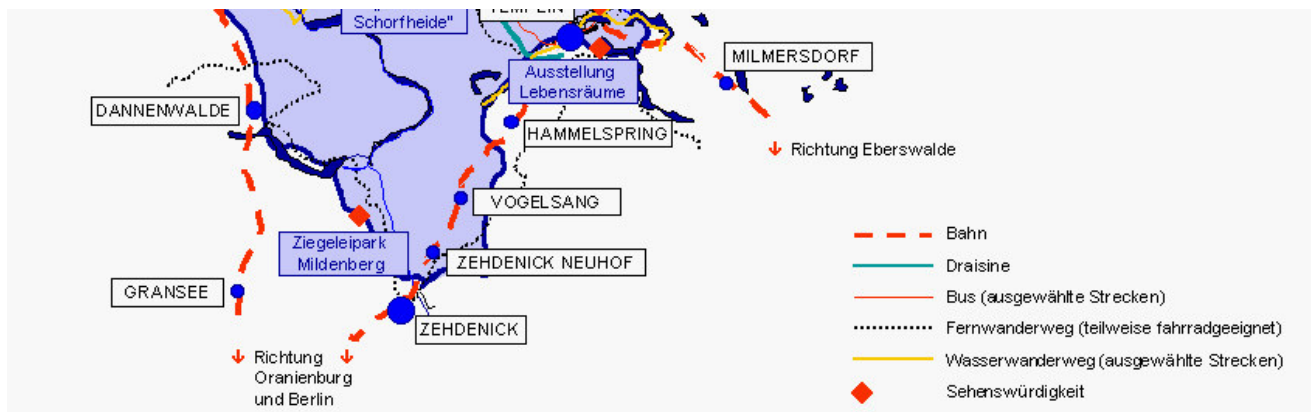 Schorfheide"
TEMPLIN
MILMERSDORF
Ausstellung
Lebensräume
DANNENWALDE
HAMMELSPRING
Richtung Eberswalde
VOGELSANG
Ziegeleipark
Mildenberg
ZEHDENICK NEUHOF
GRANSEE
ZEHDENICK
Richtung
Oranienburg
und Berlin
Bahn
Draisine
Bus (ausgewählte Strecken)
Fernwanderweg (teilweise fahrradgeeignet)
Wasserwanderweg (ausgewählte Strecken)
Sehenswürdigkeit